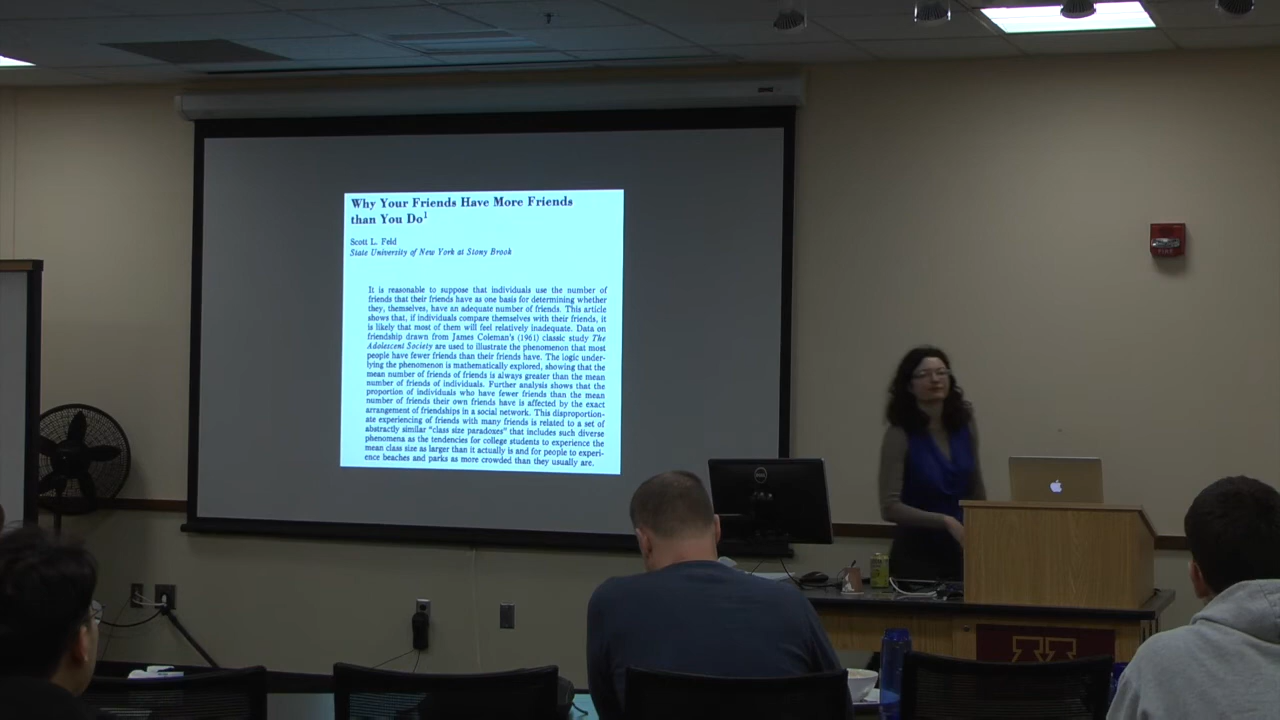 Why Your Friends Have More Friends
than You Do1
Scott L. Feld
State University of New York at Stony Brook
It is reasonable to suppose that individuals use the number of
friends that their friends have as one basis for determining whether
they, themselves, have an adequate number of friends. This article
shows that, if individuals compare themselves with their friends, it
is likely that most of them will feel relatively inadequate. Data on
friendship drawn from James Coleman's (1961) classic study The
Adolescent Society are used to illustrate the phenomenon that most
people have fewer friends than their friends have. The logic under-
lying the phenomenon is mathematically explored, showing that the
mean number of friends of friends is always greater than the mean
number of friends of individuals. Further analysis shows that the
proportion of individuals who have fewer friends than the mean
number of friends their own friends have is affected by the exact
arrangement of friendships in a social network. This disproportion-
ate experiencing of friends with many friends is related to a set of
abstractly similar "class size paradoxes" that includes such diverse
phenomena as the tendencies for college students to experience the
mean class size as larger than it actually is and for people to experi-
ence beaches and parks as more crowded than they usually are.
FIRE
DELL
M